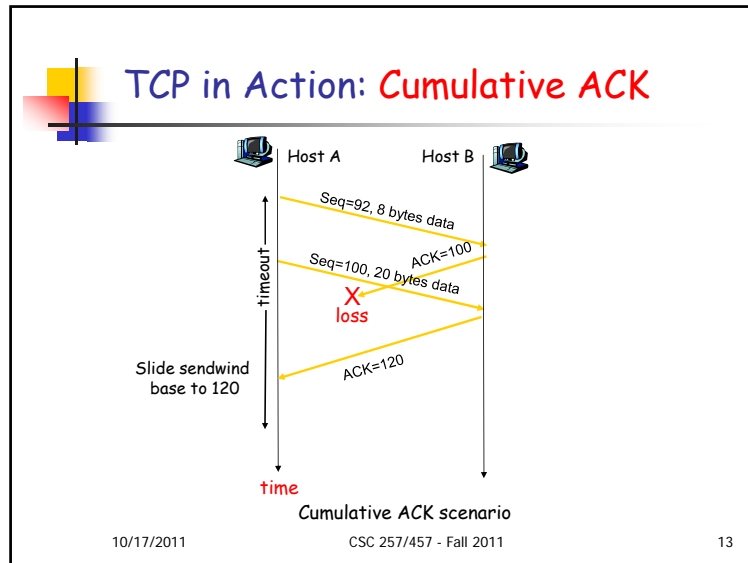 TCP in Action: Cumulative ACK
Host A
Host B
Seq=92, 8 bytes data
ACK=100
timeout
Seq=100, 20 bytes data
X
loss
ACK=120
Slide sendwind
base to 120
time
Cumulative ACK scenario
10/17/2011
CSC 257/457 - Fall 2011
13